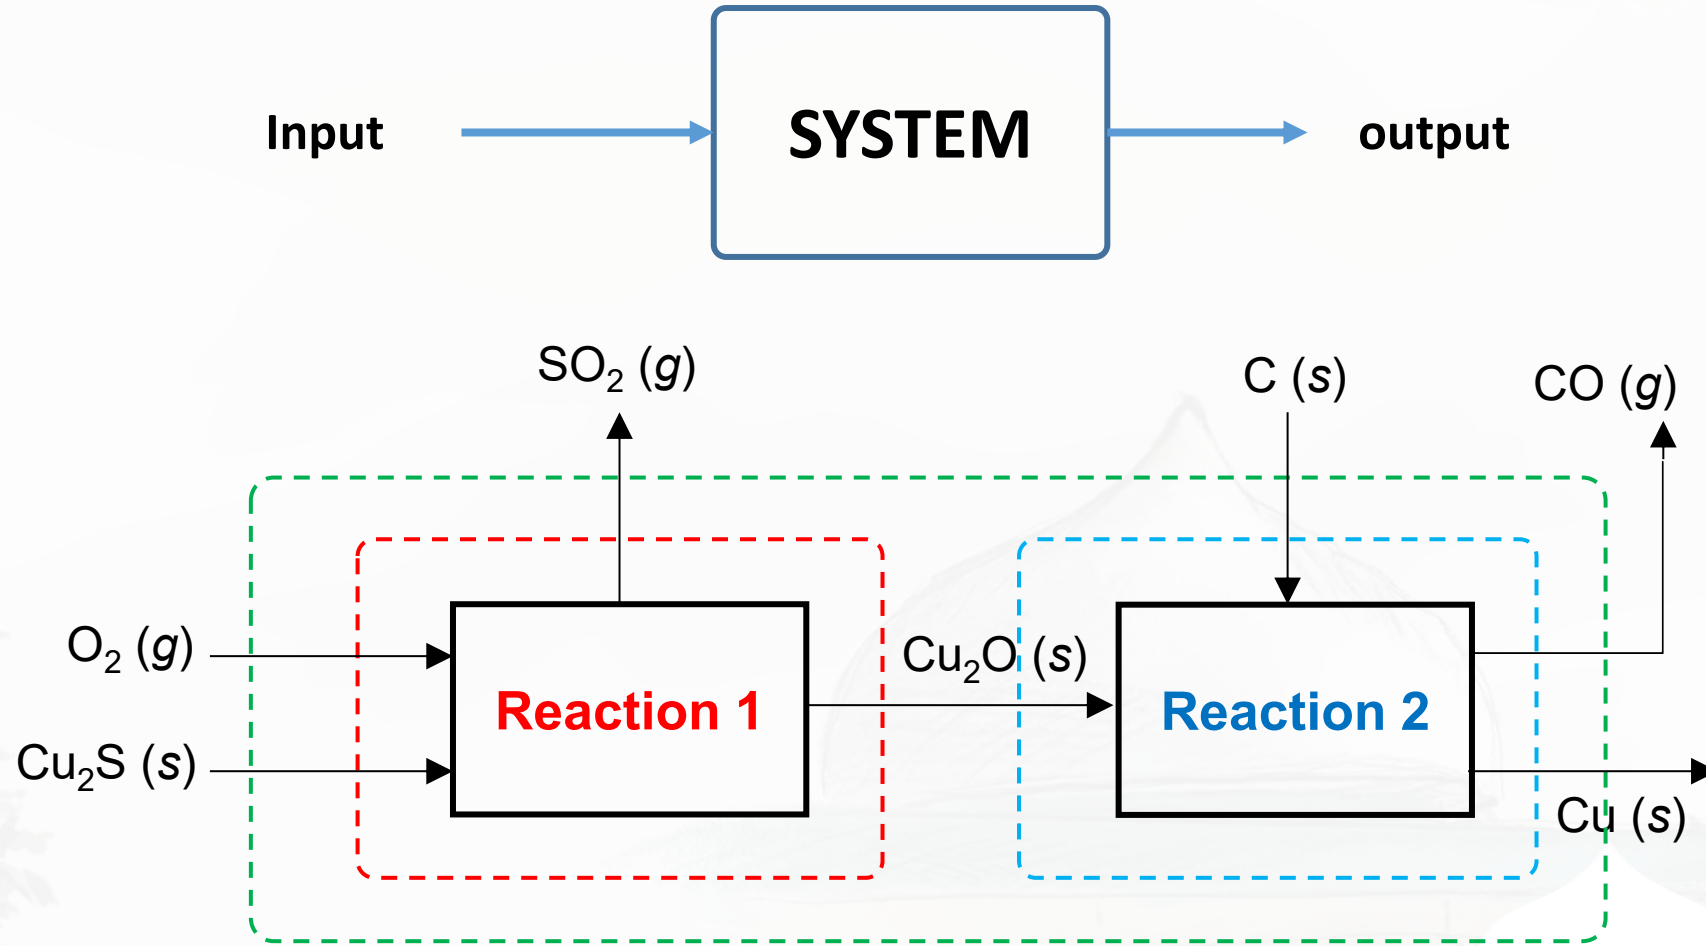 Input
SYSTEM
output
SO₂ (g)
C (s)
CO (g)
O₂ (g)
Cu₂O (s)
Reaction 1
Reaction 2
Cu₂S (s)
Cu (s)